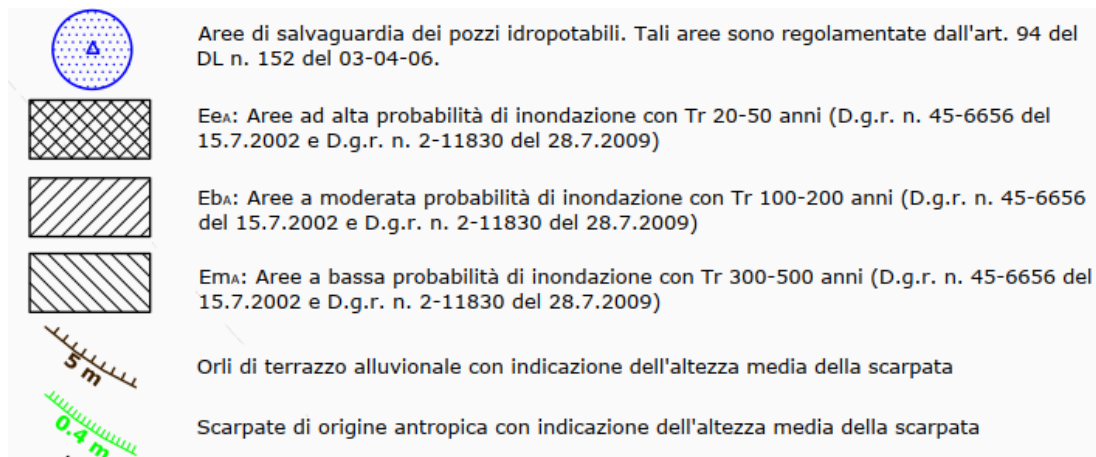 Δ
Aree di salvaguardia dei pozzi idropotabili. Tali aree sono regolamentate dall'art. 94 del
DL n. 152 del 03-04-06.
EeA: Aree ad alta probabilità di inondazione con Tr 20-50 anni (D.g.r. n. 45-6656 del
15.7.2002 e D.g.r. n. 2-11830 del 28.7.2009)
EbA: Aree a moderata probabilità di inondazione con Tr 100-200 anni (D.g.r. n. 45-6656
del 15.7.2002 e D.g.r. n. 2-11830 del 28.7.2009)
EmA: Aree a bassa probabilità di inondazione con Tr 300-500 anni (D.g.r. n. 45-6656 del
15.7.2002 e D.g.r. n. 2-11830 del 28.7.2009)
5 m
Orli di terrazzo alluvionale con indicazione dell'altezza media della scarpata
0.4 m
Scarpate di origine antropica con indicazione dell'altezza media della scarpata